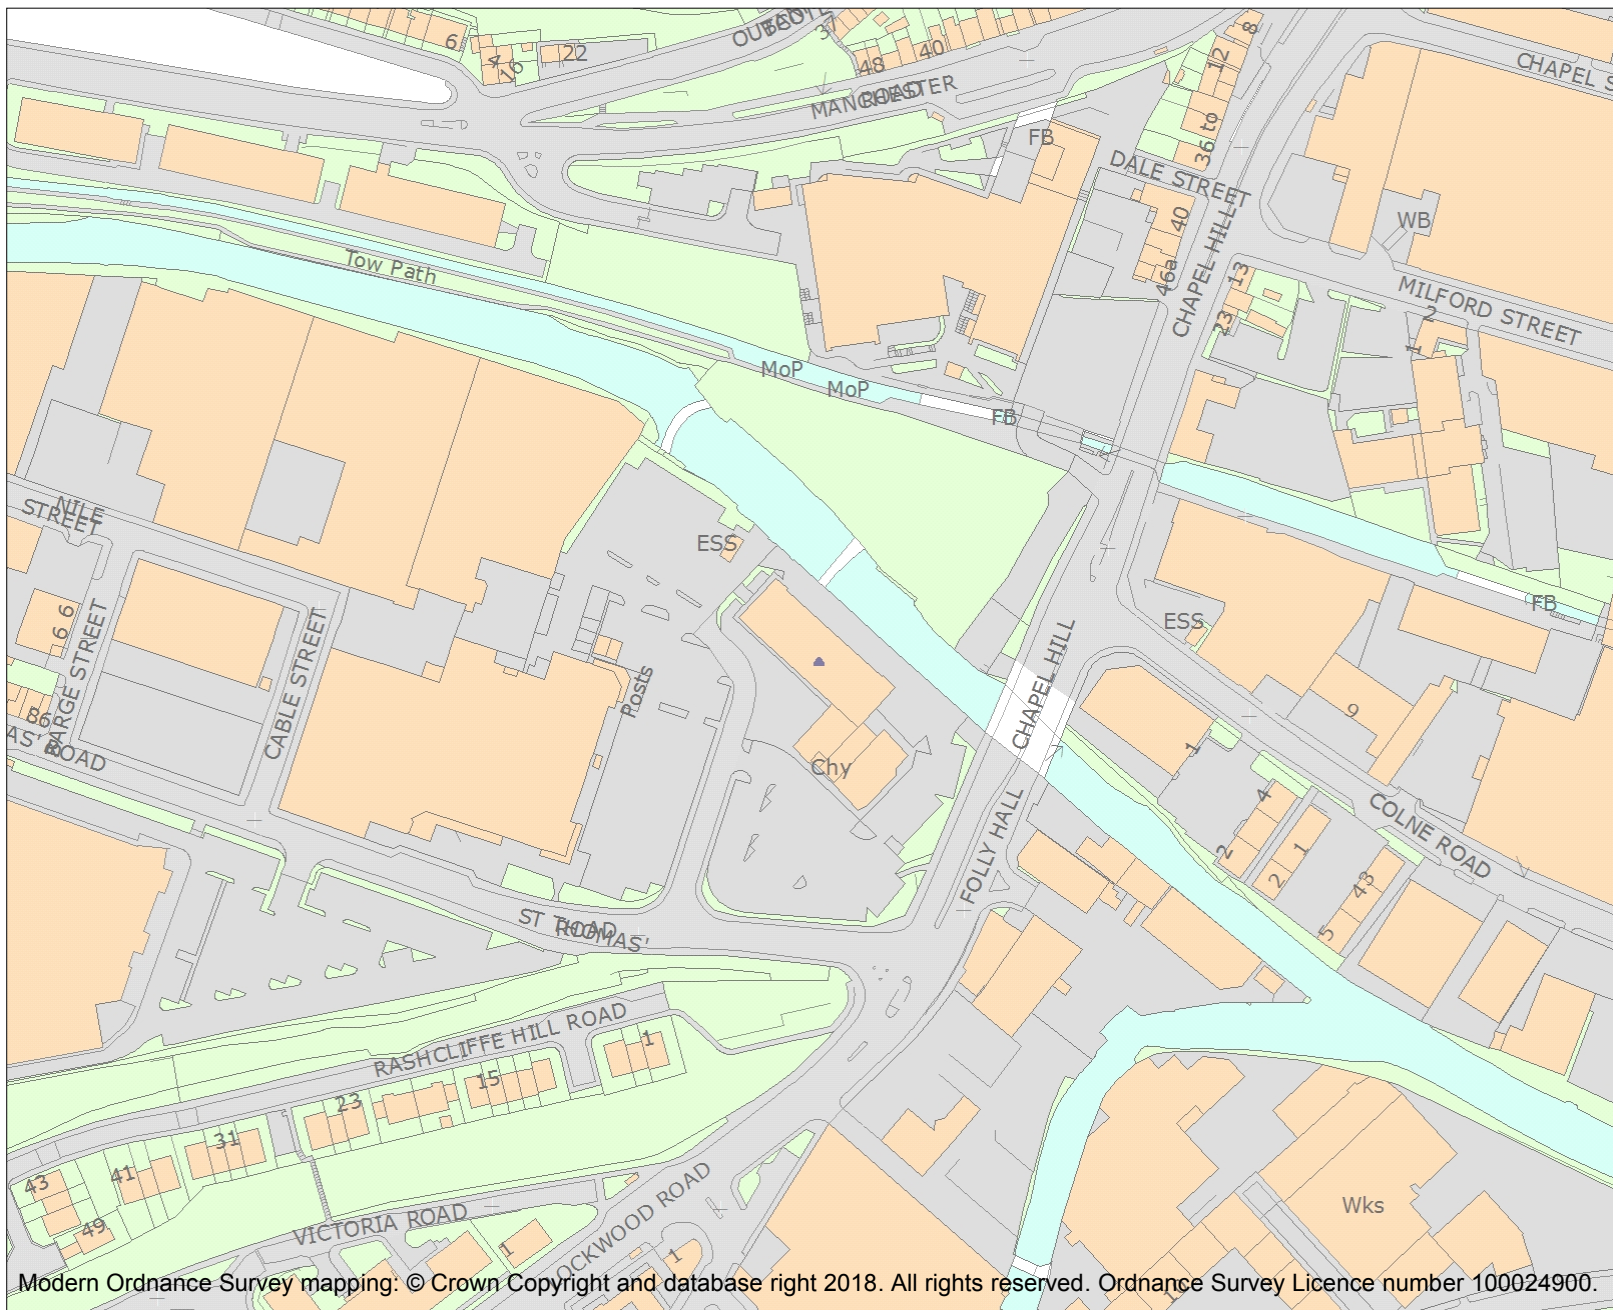 6
4
16
22
37
48
40
MANCHESTER
ROAD
FB
8
12
36 to
CHAPEL S
DALE STREET
40
46a
CHAPEL HILL
WB
13
23
MILFORD STREET
2
1
Tow Path
MoP
MoP
FB
NILE
STREET
ESS
6
6
BARGE STREET
CABLE STREET
86
AS' ROAD
Posts
Chy
CHAPEL HILL
ESS
FB
9
1
4
2
1
2
43
5
COLNE ROAD
FOLLY HALL
ST THOMAS'
ROAD
RASHCLIFFE HILL ROAD
1
15
23
31
41
43
49
VICTORIA ROAD
1
LOCKWOOD ROAD
1
Wks
10
Modern Ordnance Survey mapping: © Crown Copyright and database right 2018. All rights reserved. Ordnance Survey Licence number 100024900.